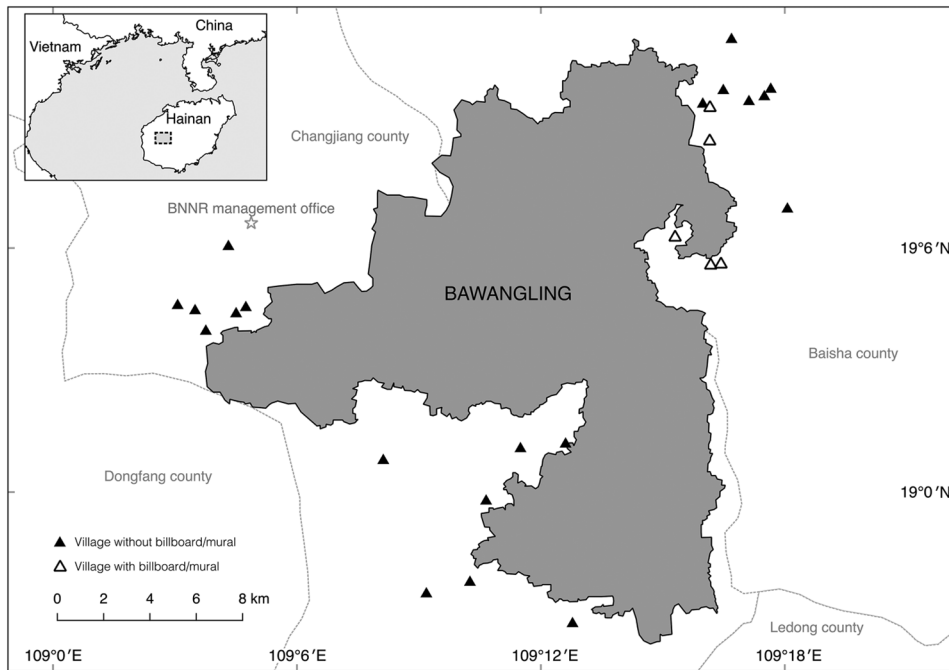 China
Vietnam
Hainan
Changjiang county
BNNR management office
19°6′N
BAWANGLING
Baisha county
Dongfang county
19°0′N
Village without billboard/mural
Village with billboard/mural
0 2 4 6 8 km
Ledong county
109°0′E 109°6′E 109°12′E 109°18′E